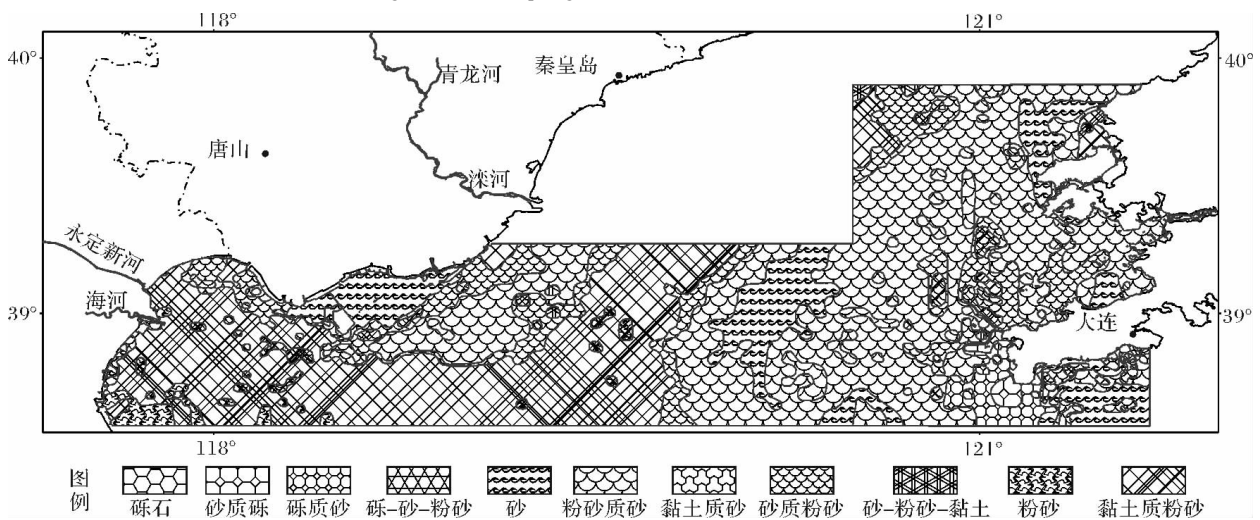 118° 121°
40° 40°
青龙河 秦皇岛
唐山
滦河
永定新河
海河
39° 大连 39°
118° 121°
图例
砾石 砂质砾 砾质砂 砾-砂-粉砂 砂 粉砂质砂 黏土质砂 砂质粉砂 砂-粉砂-黏土 粉砂 黏土质粉砂